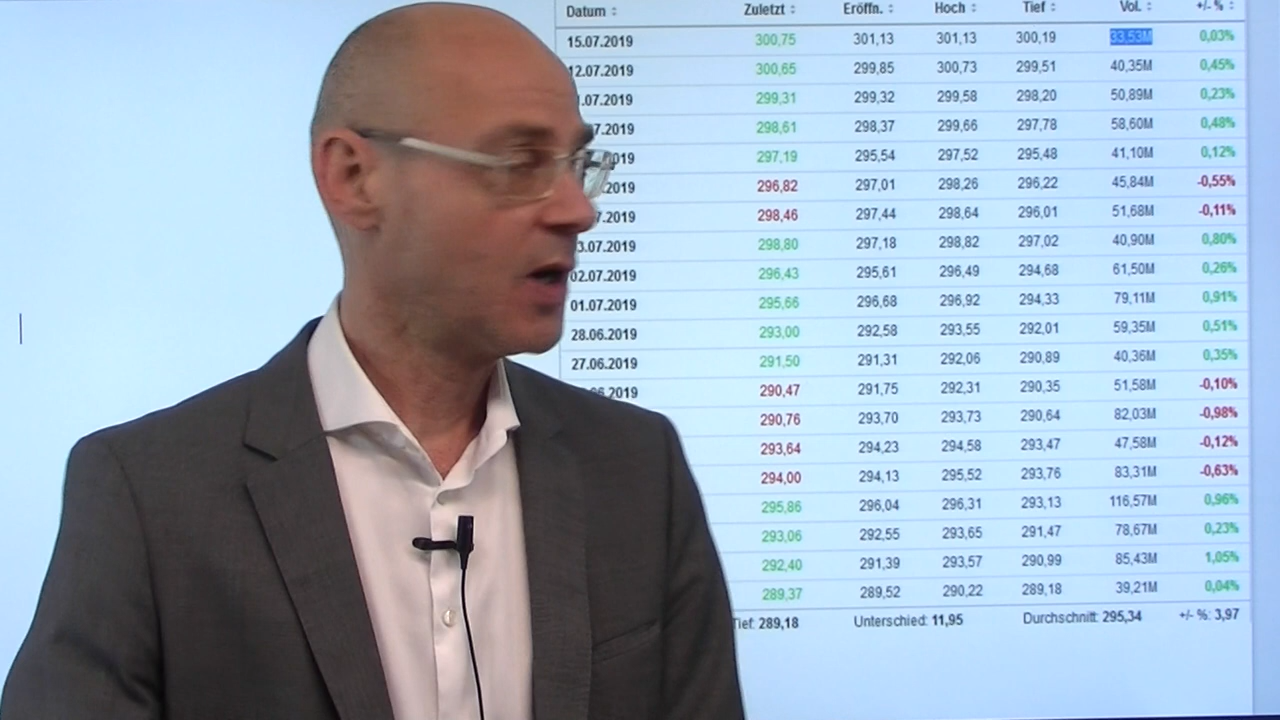 Datum Zuletzt Eröffn. Hoch Tief Vol. +/- %
15.07.2019 300,75 301,13 301,13 300,19 33,53M 0,03%
12.07.2019 300,65 299,85 300,73 299,51 40,35M 0,45%
.07.2019 299,31 299,32 299,58 298,20 50,89M 0,23%
7.2019 298,61 298,37 299,66 297,78 58,60M 0,48%
019 297,19 295,54 297,52 295,48 41,10M 0,12%
2019 296,82 297,01 298,26 296,22 45,84M -0,55%
7.2019 298,46 297,44 298,64 296,01 51,68M -0,11%
3.07.2019 298,80 297,18 298,82 297,02 40,90M 0,80%
02.07.2019 296,43 295,61 296,49 294,68 61,50M 0,26%
01.07.2019 295,66 296,68 296,92 294,33 79,11M 0,91%
28.06.2019 293,00 292,58 293,55 292,01 59,35M 0,51%
27.06.2019 291,50 291,31 292,06 290,89 40,36M 0,35%
.06.2019 290,47 291,75 292,31 290,35 51,58M -0,10%
290,76 293,70 293,73 290,64 82,03M -0,98%
293,64 294,23 294,58 293,47 47,58M -0,12%
294,00 294,13 295,52 293,76 83,31M -0,63%
295,86 296,04 296,31 293,13 116,57M 0,96%
293,06 292,55 293,65 291,47 78,67M 0,23%
292,40 291,39 293,57 290,99 85,43M 1,05%
289,37 289,52 290,22 289,18 39,21M 0,04%
Tief: 289,18 Unterschied: 11,95 Durchschnitt: 295,34 +/- %: 3,97